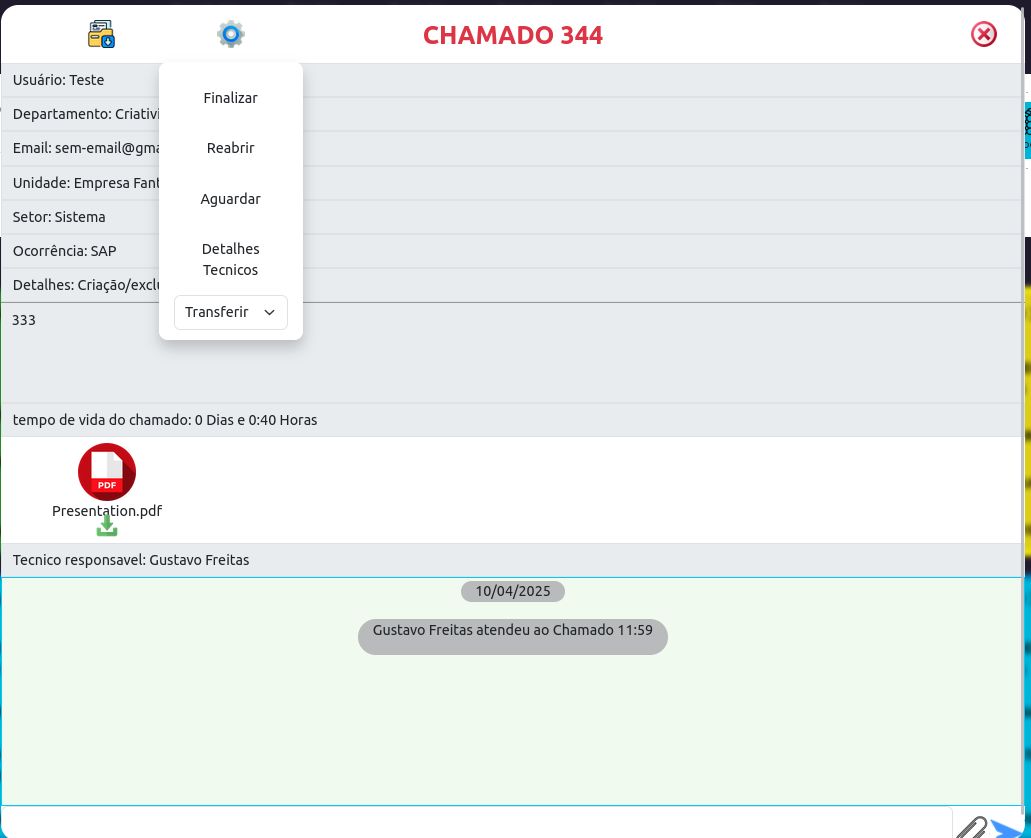 CHAMADO 344
Usuário: Teste
Departamento: Criativi
Email: sem-email@gma
Unidade: Empresa Fant
Setor: Sistema
Ocorrência: SAP
Detalhes: Criação/exclu
Finalizar
Reabrir
Aguardar
Detalhes
Tecnicos
Transferir
333
tempo de vida do chamado: 0 Dias e 0:40 Horas
PDF
Presentation.pdf
Tecnico responsavel: Gustavo Freitas
10/04/2025
Gustavo Freitas atendeu ao Chamado 11:59